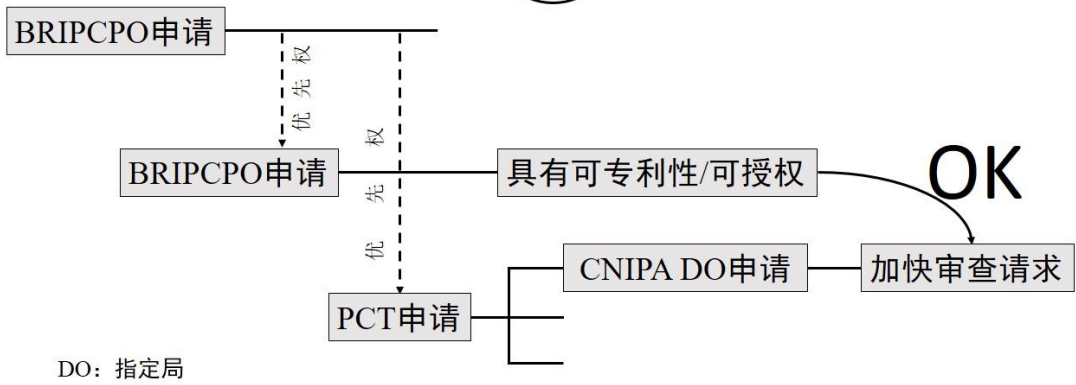 BRIPCPO申请
优先权
BRIPCPO申请
具有可专利性/可授权
OK
优先权
CNIPA DO申请
加快审查请求
PCT申请
DO：指定局